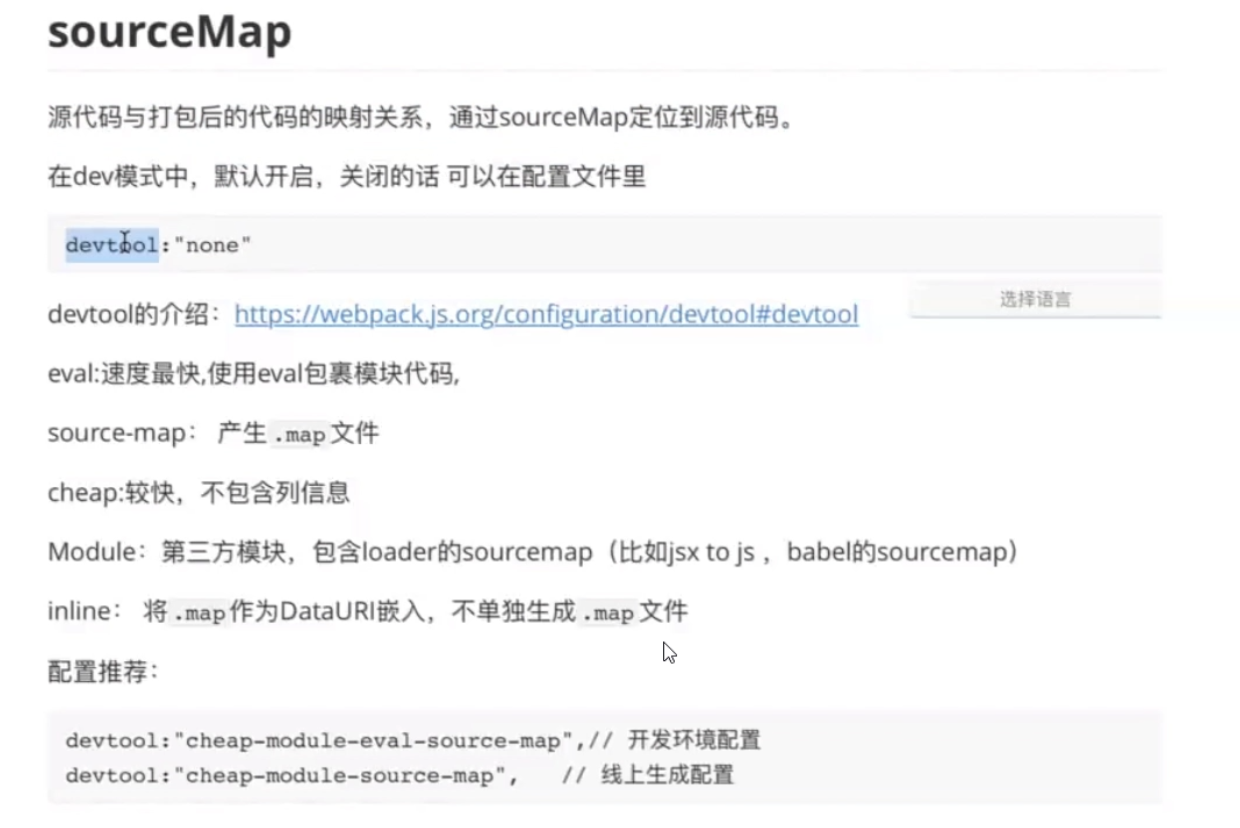 sourceMap
源代码与打包后的代码的映射关系，通过sourceMap定位到源代码。
在dev模式中，默认开启，关闭的话 可以在配置文件里
devtool:"none"
devtool的介绍：https://webpack.js.org/configuration/devtool#devtool
选择语言
eval:速度最快,使用eval包裹模块代码,
source-map： 产生.map文件
cheap:较快，不包含列信息
Module：第三方模块，包含loader的sourcemap（比如jsx to js ，babel的sourcemap）
inline： 将.map作为DataURI嵌入，不单独生成.map文件
配置推荐：
devtool:"cheap-module-eval-source-map",// 开发环境配置
devtool:"cheap-module-source-map",   // 线上生成配置